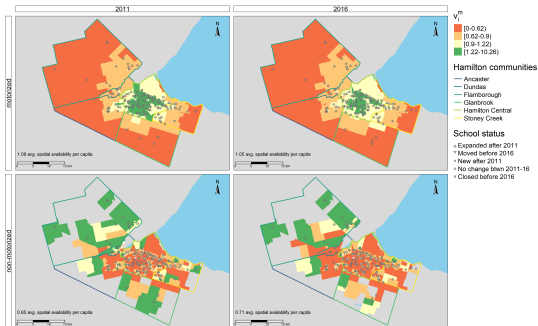 2011
2016
motorized
non-motorized
N
N
N
N
1.08 avg. spatial availability per capita
1.05 avg. spatial availability per capita
0.85 avg. spatial availability per capita
0.71 avg. spatial availability per capita
v_i^m
[0-0.62)
[0.62-0.9)
[0.9-1.22)
[1.22-10.26)
Hamilton communities
Ancaster
Dundas
Flamborough
Glanbrook
Hamilton Central
Stoney Creek
School status
Expanded after 2011
Moved before 2016
New after 2011
No change btwn 2011-16
Closed before 2016